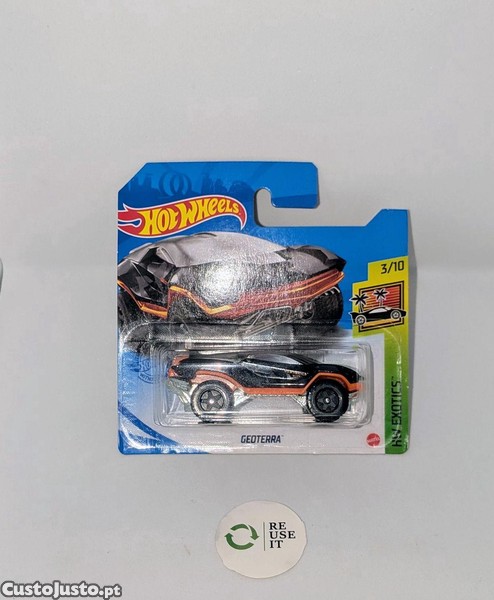 HOT WHEELS
3/10
HW EXOTICS
GEOTERRA
RE
USE
IT
CustoJusto.pt